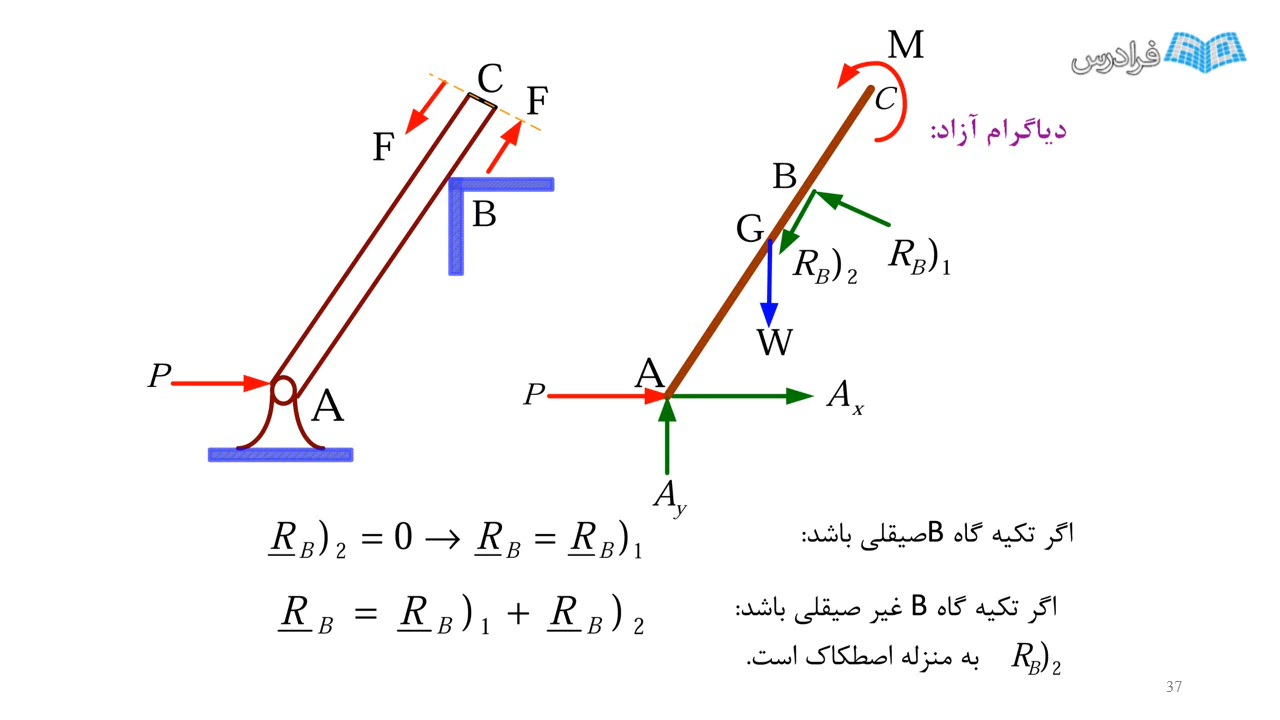 فرادرس
دیاگرام آزاد:
C
F
F
B
P
A
M
C
B
G
R_B)_2
R_B)_1
W
A
P
A_x
A_y
اگر تکیه گاه Bصیقلی باشد:
R_B)_2 = 0 → R_B = R_B)_1
اگر تکیه گاه B غیر صیقلی باشد:
R_B = R_B)_1 + R_B)_2
R_B)_2 به منزله اصطکاک است.
37